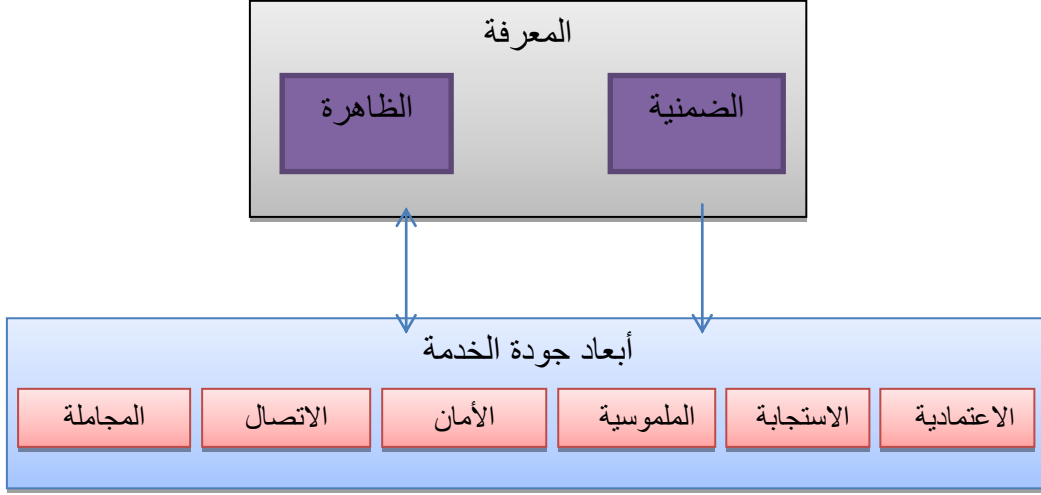 المعرفة
الضمنية
الظاهرة
أبعاد جودة الخدمة
الاعتمادية
الاستجابة
الملموسية
الأمان
الاتصال
المجاملة